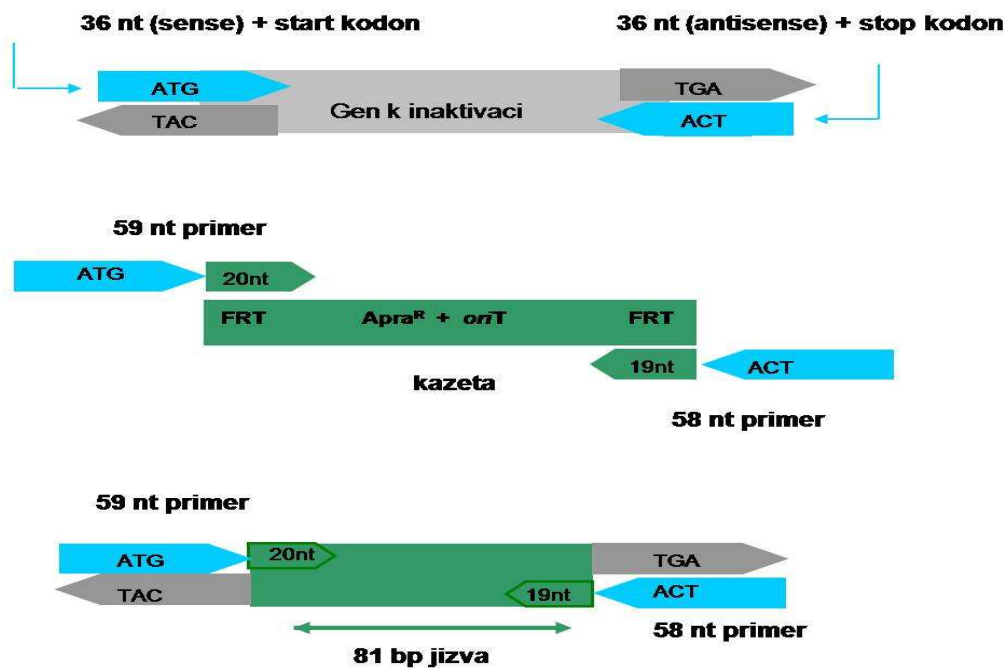 36 nt (sense) + start kodon
36 nt (antisense) + stop kodon
ATG
TGA
TAC
Gen k inaktivaci
ACT
59 nt primer
ATG
20nt
FRT
Apraᴿ + oriT
FRT
19nt
ACT
kazeta
58 nt primer
59 nt primer
ATG
20nt
TGA
TAC
19nt
ACT
58 nt primer
81 bp jizva